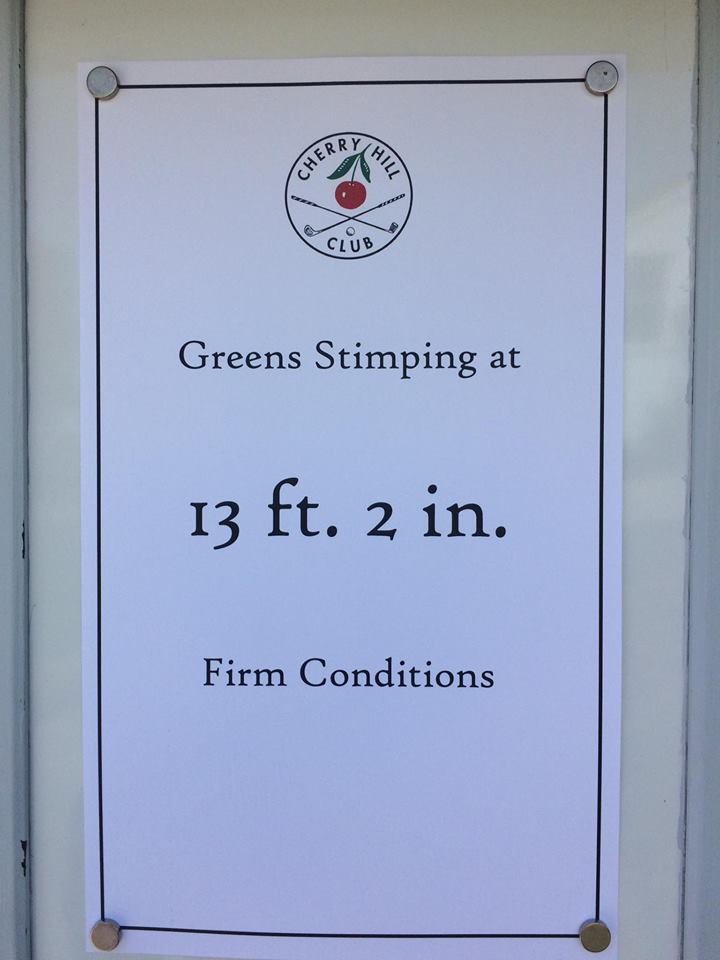 CHERRY HILL
CLUB
Greens Stimping at
13 ft. 2 in.
Firm Conditions